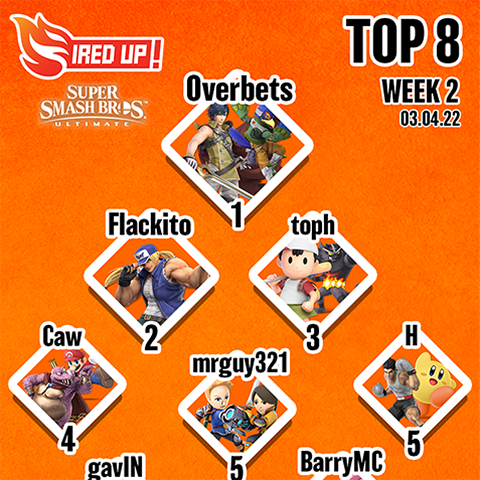 FIRED UP!
TOP 8
SUPER
SMASH BROS.
ULTIMATE
WEEK 2
03.04.22
Overbets
1
Flackito
2
toph
3
Caw
4
mrguy321
5
H
5
gavIN
BarryMC